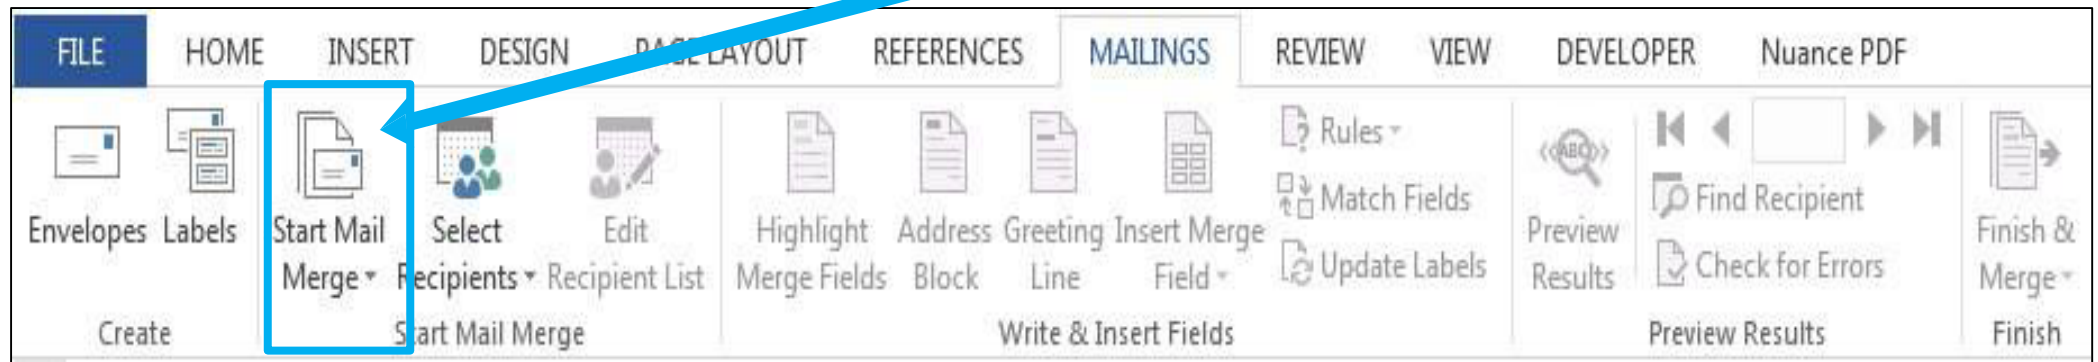 FILE HOME INSERT DESIGN PAGE LAYOUT REFERENCES MAILINGS REVIEW VIEW DEVELOPER Nuance PDF
Envelopes
Labels
Start Mail
Merge
Select
Recipients
Edit
Recipient List
Highlight
Merge Fields
Address
Block
Greeting
Line
Insert Merge
Field
Rules
Match Fields
Update Labels
ABC
Preview
Results
Find Recipient
Check for Errors
Finish &
Merge
Create
Start Mail Merge
Write & Insert Fields
Preview Results
Finish